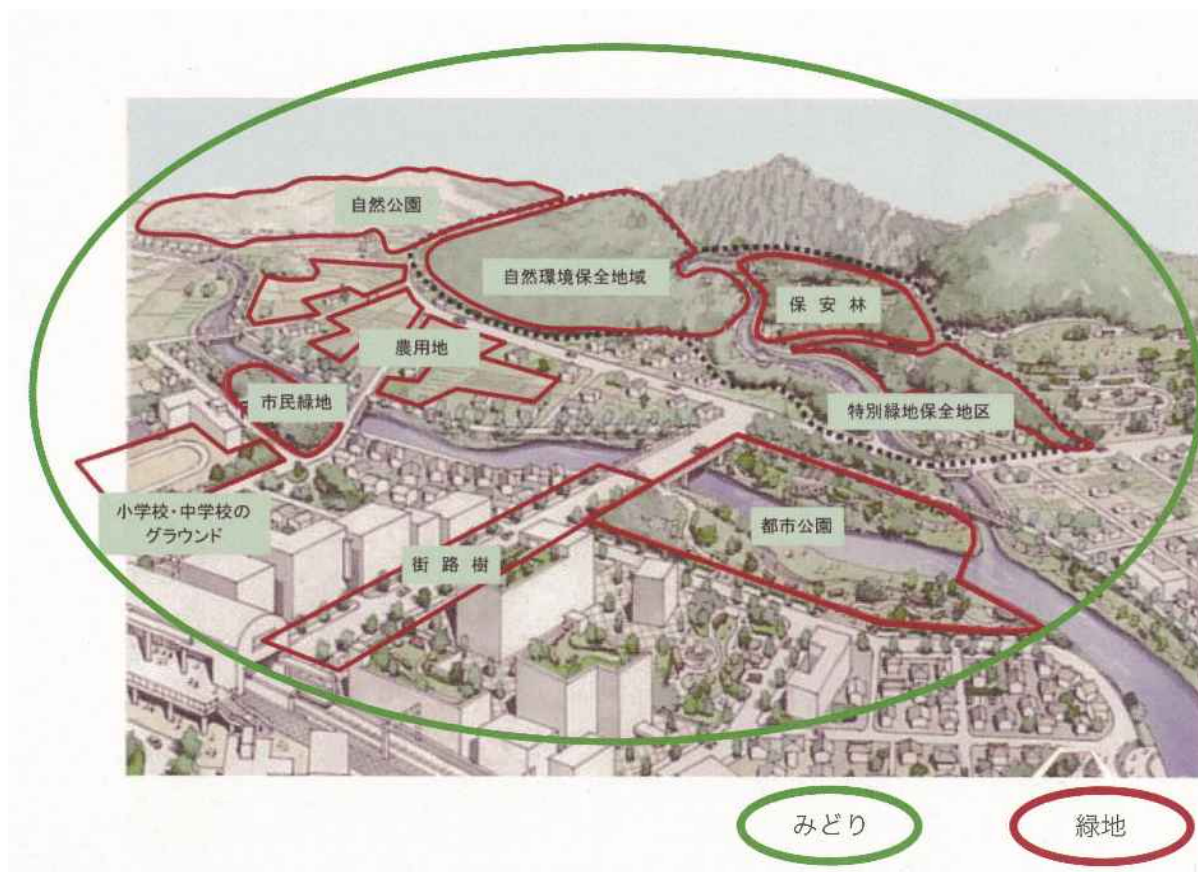 自然公園
自然環境保全地域
保安林
農用地
市民緑地
特別緑地保全地区
小学校・中学校の
グラウンド
都市公園
街路樹
みどり
緑地